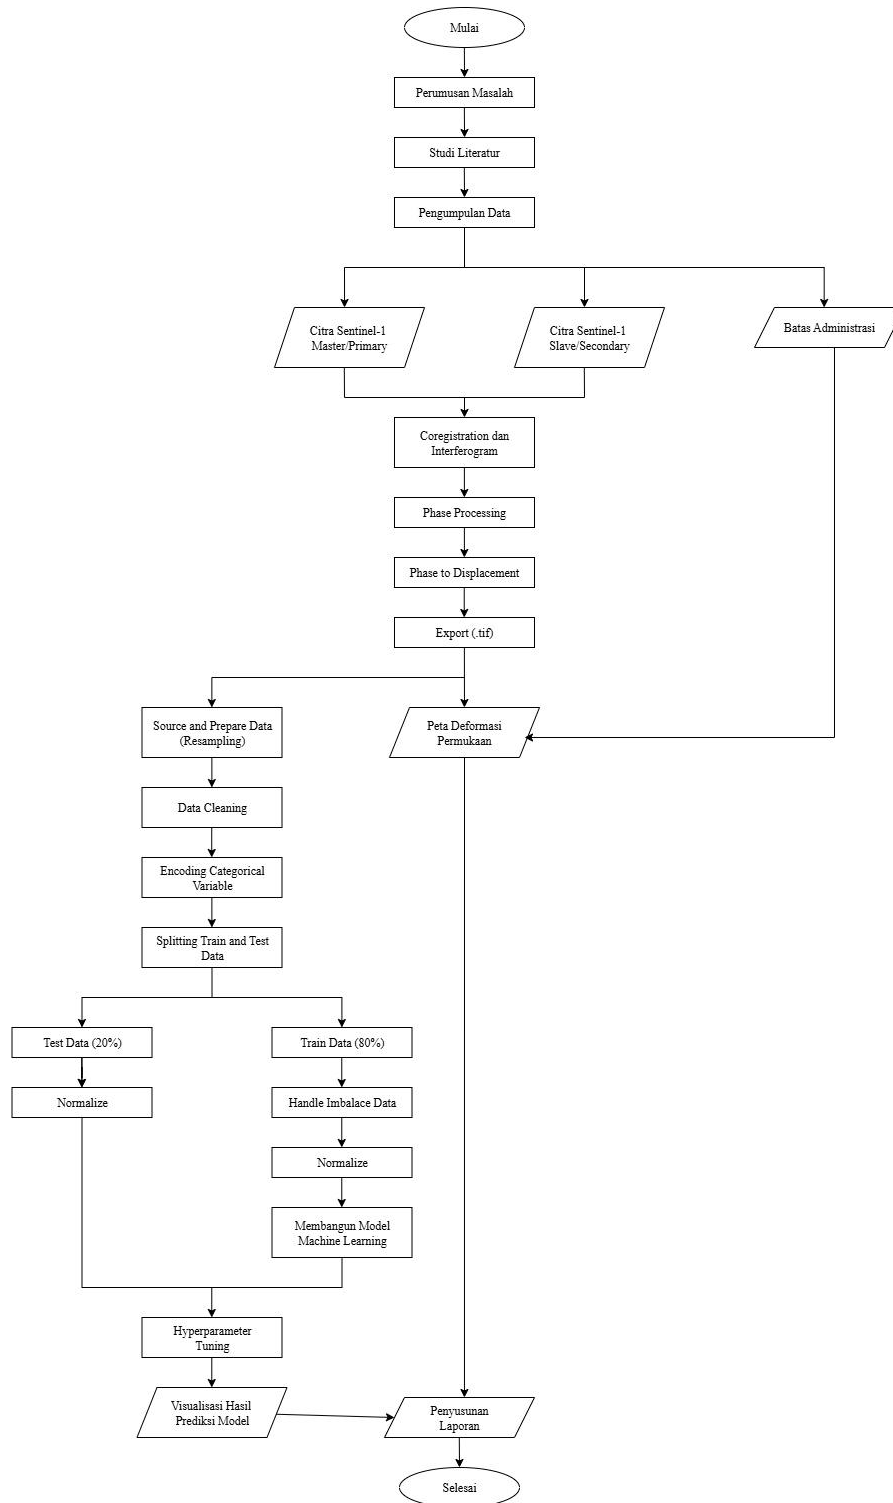 Mulai
Perumusan Masalah
Studi Literatur
Pengumpulan Data
Citra Sentinel-1
Master/Primary
Citra Sentinel-1
Slave/Secondary
Batas Administrasi
Coregistration dan
Interferogram
Phase Processing
Phase to Displacement
Export (.tif)
Source and Prepare Data
(Resampling)
Peta Deformasi
Permukaan
Data Cleaning
Encoding Categorical
Variable
Splitting Train and Test
Data
Test Data (20%)
Train Data (80%)
Normalize
Handle Imbalace Data
Normalize
Membangun Model
Machine Learning
Hyperparameter
Tuning
Visualisasi Hasil
Prediksi Model
Penyusunan
Laporan
Selesai